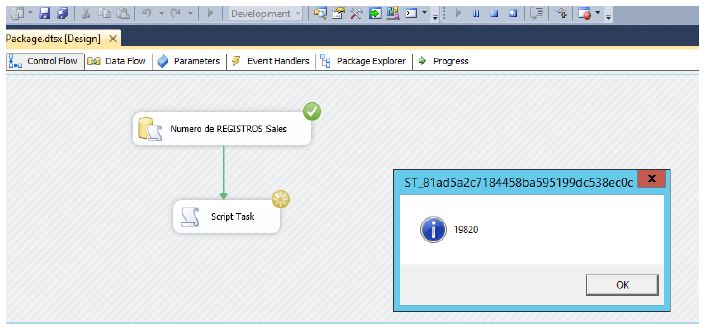 Development
Package.dtsx [Design] X
Control Flow Data Flow Parameters Event Handlers Package Explorer Progress
Numero de REGISTROS Sales
Script Task
ST_81ad5a2c7184458ba595199dc538ec0c x
19820
OK